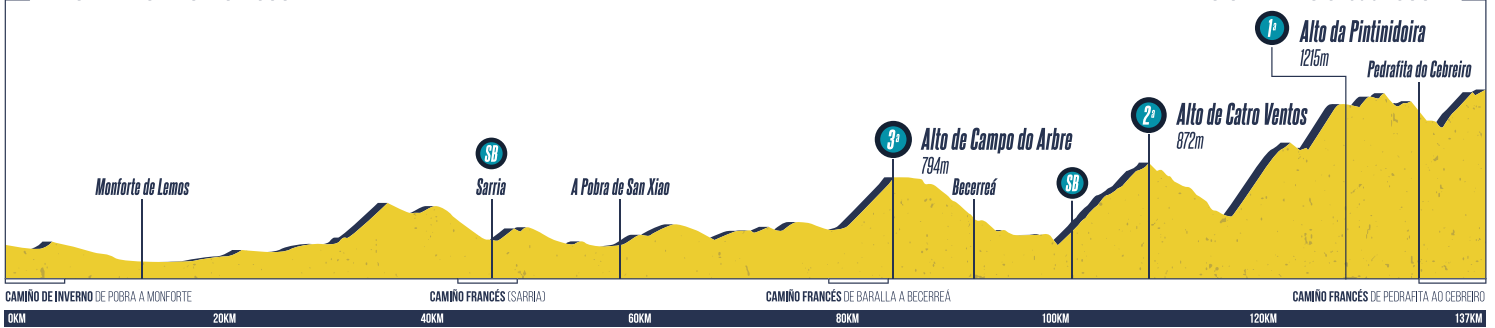 1ª
Alto da Pintinidoira
1215m
Pedrafita do Cebreiro
2ª
Alto de Catro Ventos
872m
3ª
Alto de Campo do Arbre
794m
SB
Monforte de Lemos
Sarria
A Pobra de San Xiao
Becerreá
SB
CAMIÑO DE INVERNO DE POBRA A MONFORTE
CAMIÑO FRANCÉS (SARRIA)
CAMIÑO FRANCÉS DE BARALLA A BECERREÁ
CAMIÑO FRANCÉS DE PEDRAFITA AO CEBREIRO
0KM 20KM 40KM 60KM 80KM 100KM 120KM 137KM